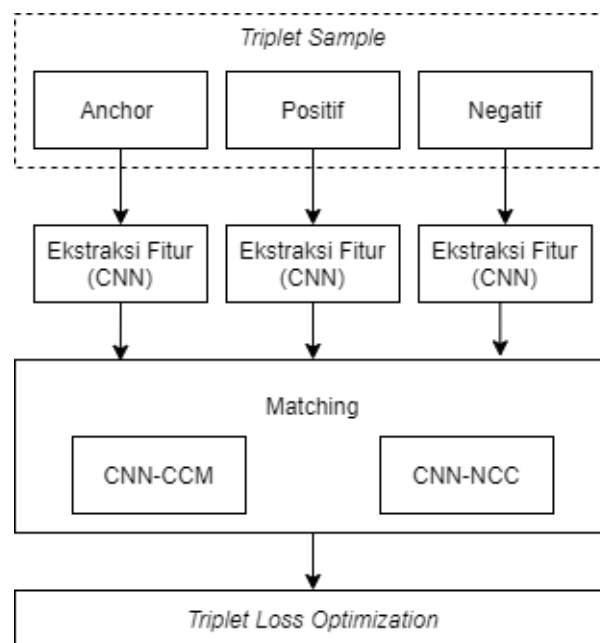 Triplet Sample
Anchor
Positif
Negatif
Ekstraksi Fitur
(CNN)
Ekstraksi Fitur
(CNN)
Ekstraksi Fitur
(CNN)
Matching
CNN-CCM
CNN-NCC
Triplet Loss Optimization